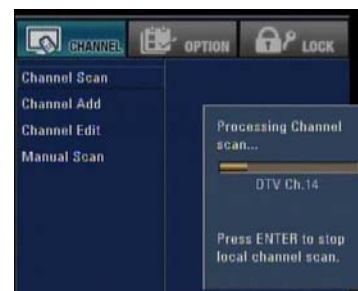 CHANNEL OPTION LOCK
Channel Scan
Channel Add
Channel Edit
Manual Scan
Processing Channel
scan...
DTV Ch.14
Press ENTER to stop
local channel scan.